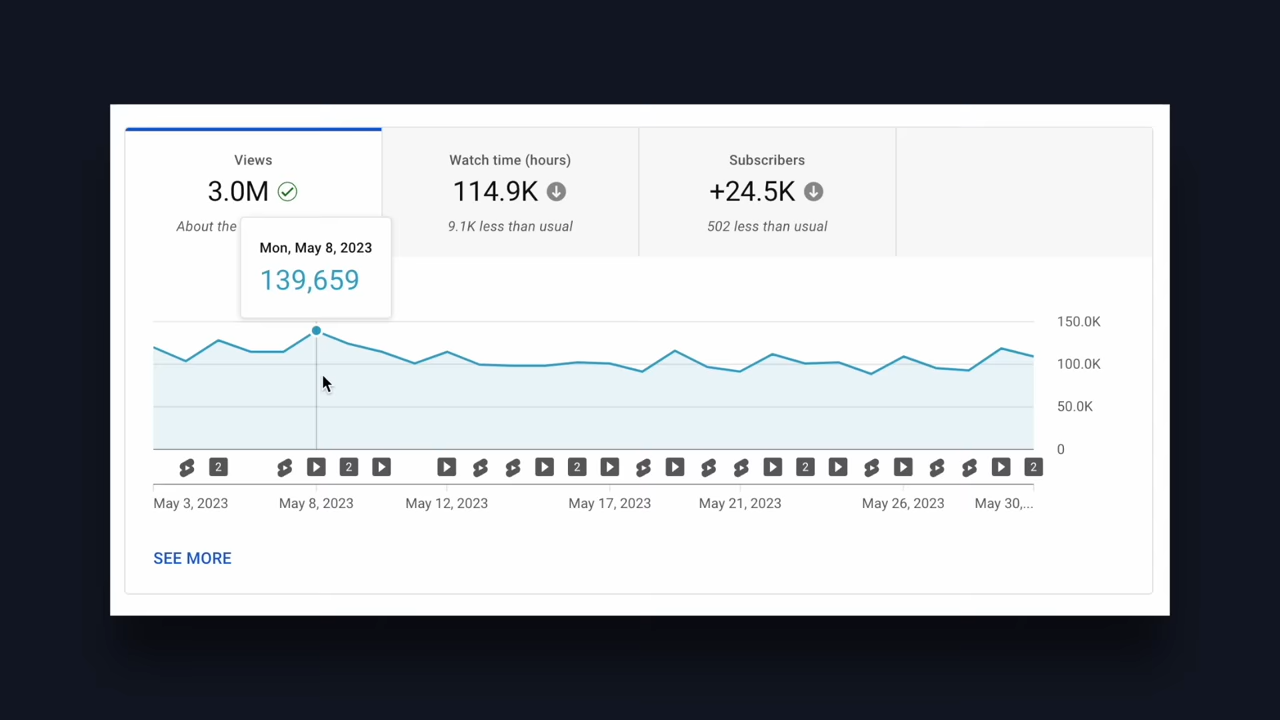 Views
3.0M
About the
Watch time (hours)
114.9K
9.1K less than usual
Subscribers
+24.5K
502 less than usual
Mon, May 8, 2023
139,659
150.0K
100.0K
50.0K
0
2 2 2 2 2
May 3, 2023 May 8, 2023 May 12, 2023 May 17, 2023 May 21, 2023 May 26, 2023 May 30,...
SEE MORE